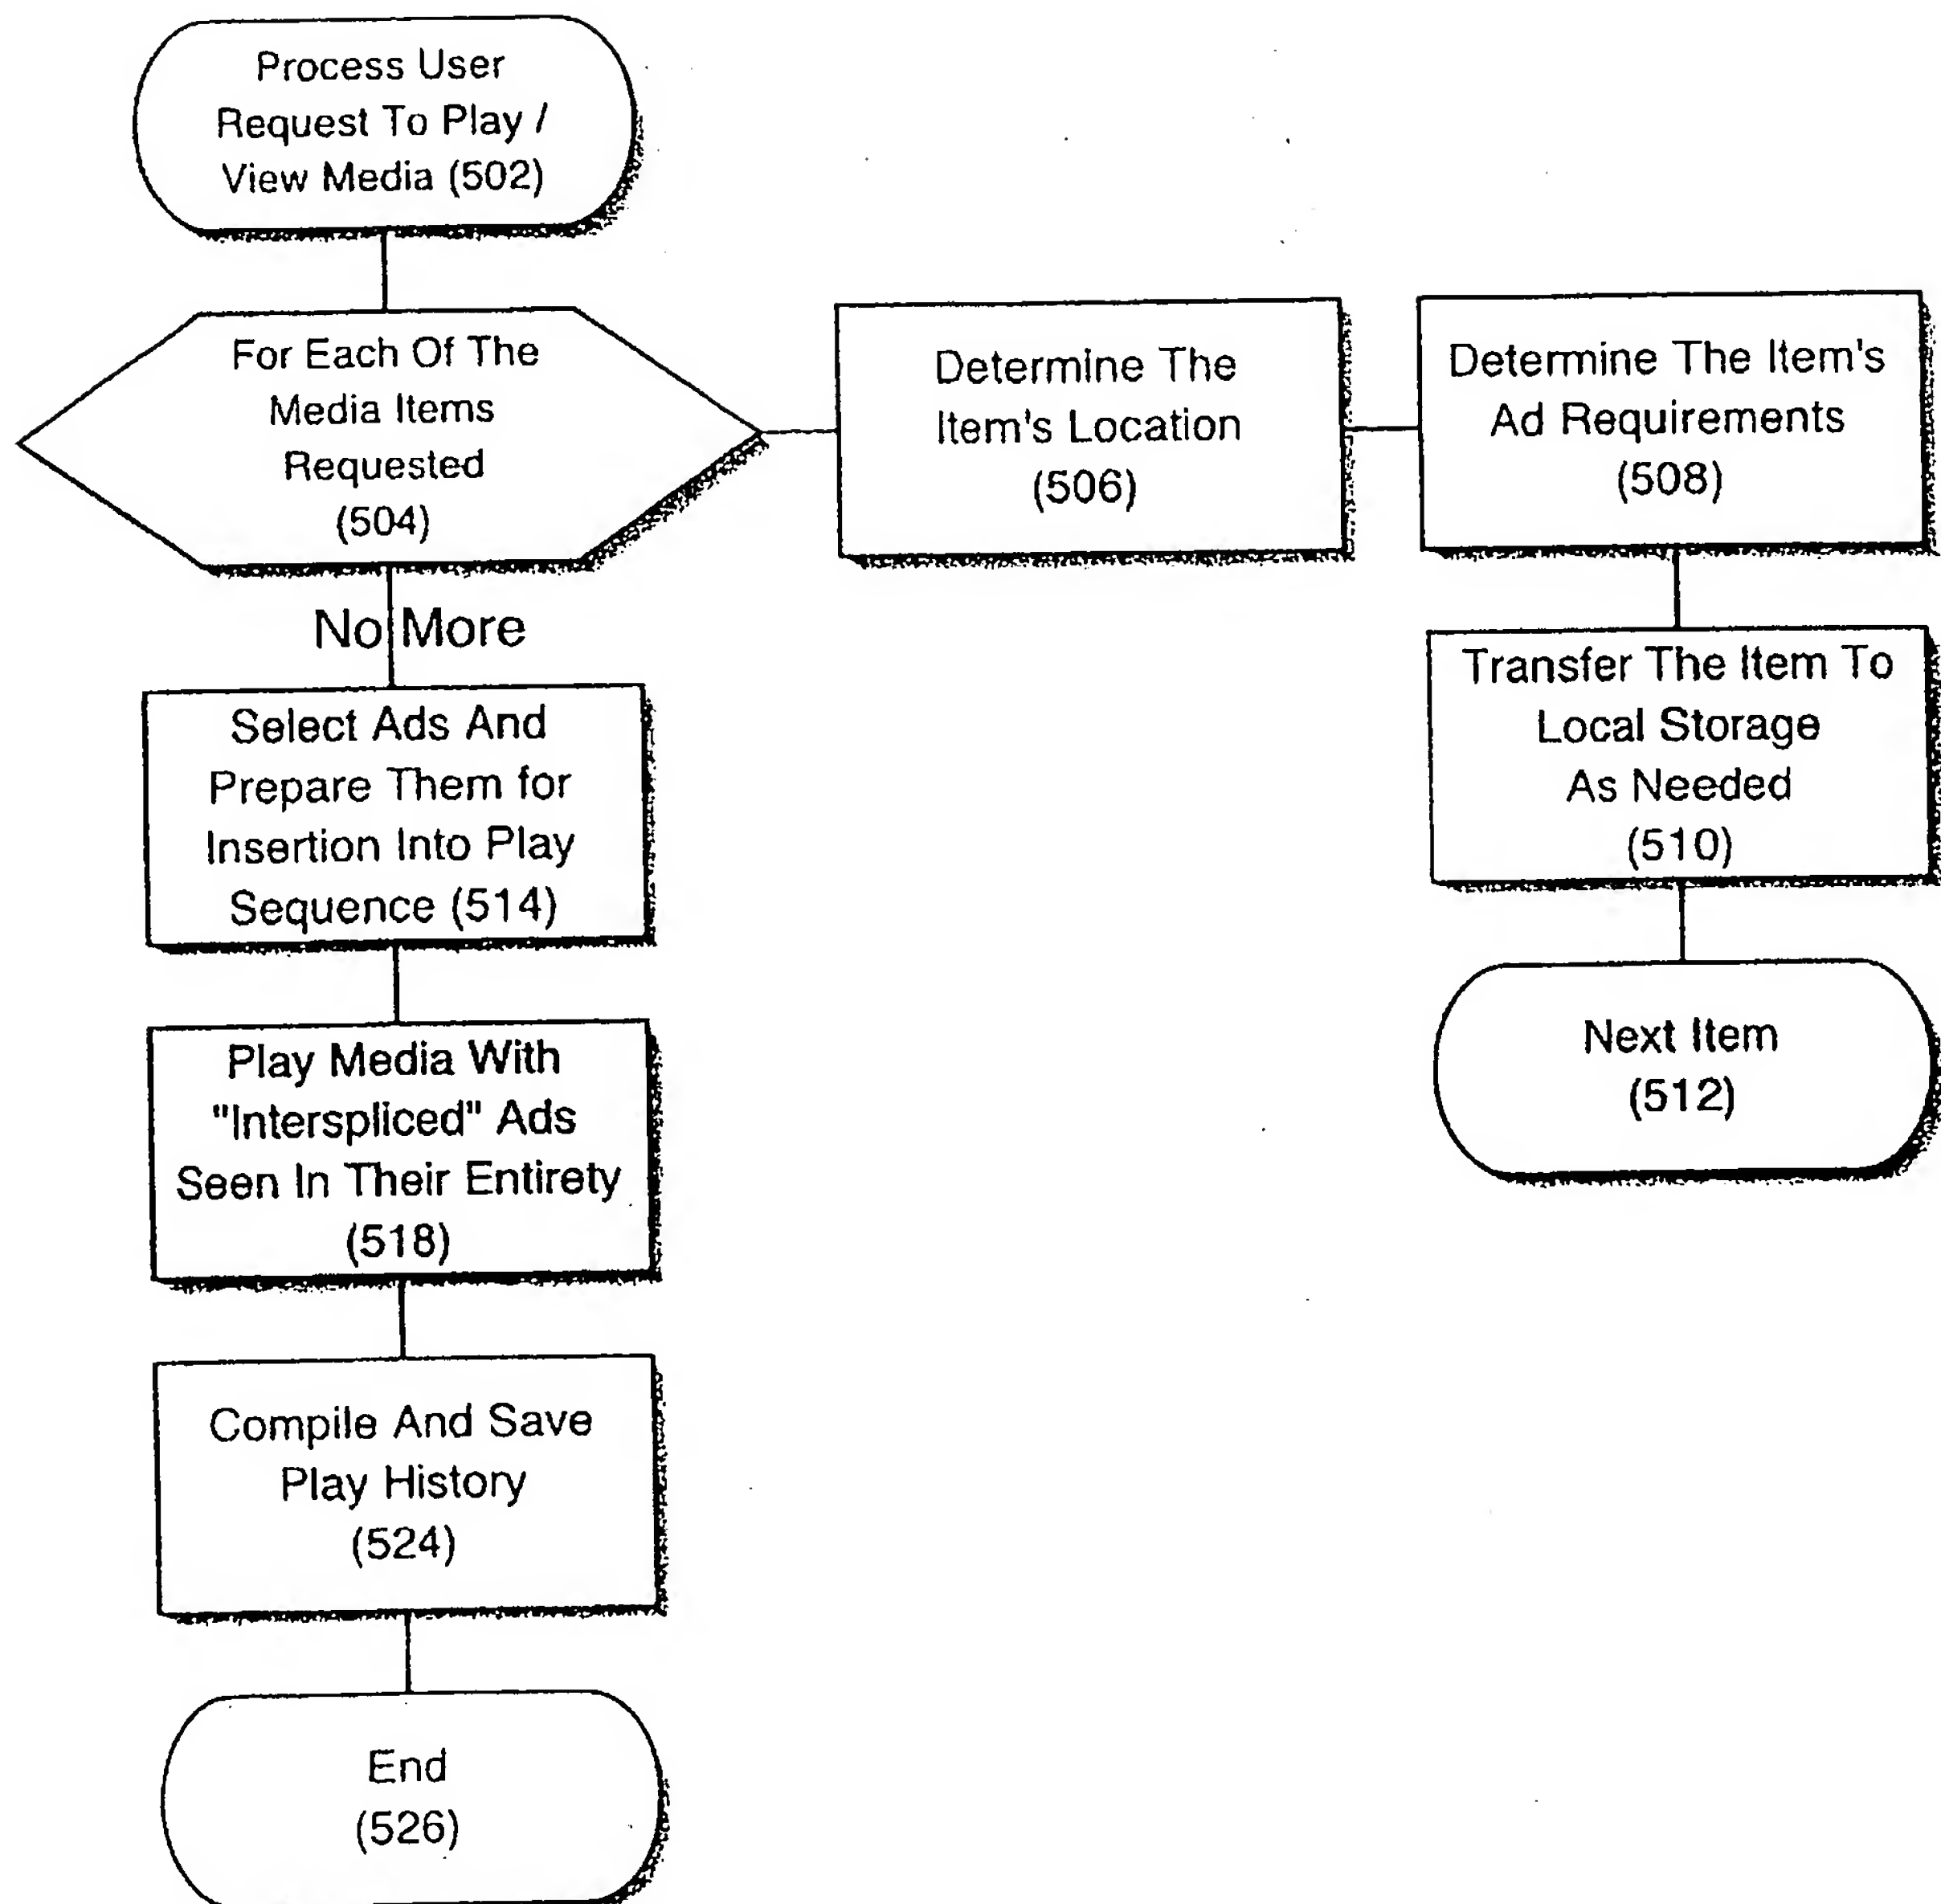 Process User
Request To Play /
View Media (502)
For Each Of The
Media Items
Requested
(504)
Determine The
Item's Location
(506)
Determine The Item's
Ad Requirements
(508)
Transfer The Item To
Local Storage
As Needed
(510)
Next Item
(512)
No More
Select Ads And
Prepare Them for
Insertion Into Play
Sequence (514)
Play Media With
"Interspliced" Ads
Seen In Their Entirety
(518)
Compile And Save
Play History
(524)
End
(526)